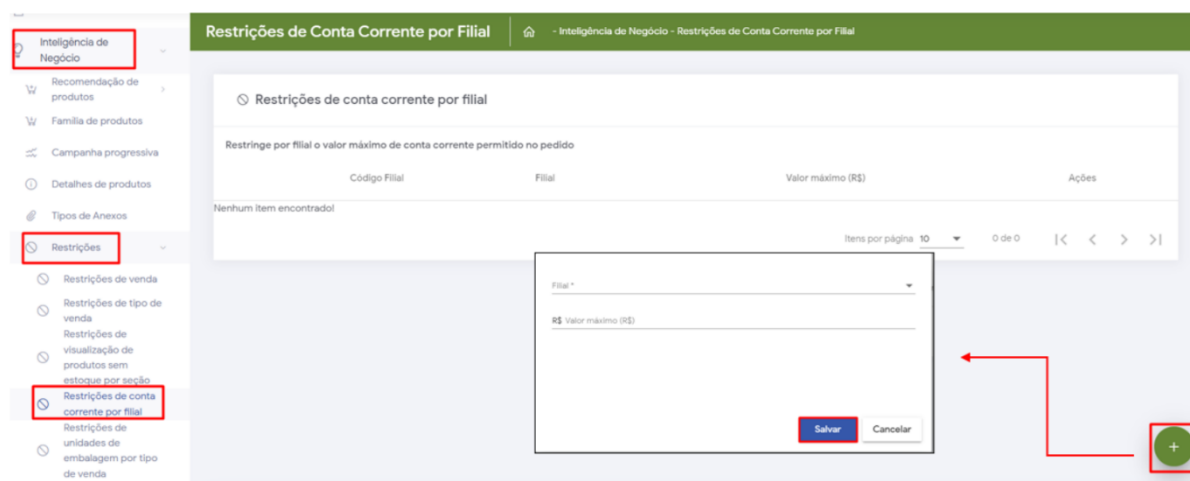 Inteligência de
Negócio
Recomendação de
produtos
Família de produtos
Campanha progressiva
Detalhes de produtos
Tipos de Anexos
Restrições
Restrições de venda
Restrições de tipo de
venda
Restrições de
visualização de
produtos sem
estoque por seção
Restrições de conta
corrente por filial
Restrições de
unidades de
embalagem por tipo
de venda
Restrições de Conta Corrente por Filial
- Inteligência de Negócio - Restrições de Conta Corrente por Filial
Restrições de conta corrente por filial
Restringe por filial o valor máximo de conta corrente permitido no pedido
Código Filial Filial Valor máximo (R$) Ações
Nenhum item encontrado!
Itens por página 10 0 de 0
Filial *
R$ Valor máximo (R$)
Salvar Cancelar
+